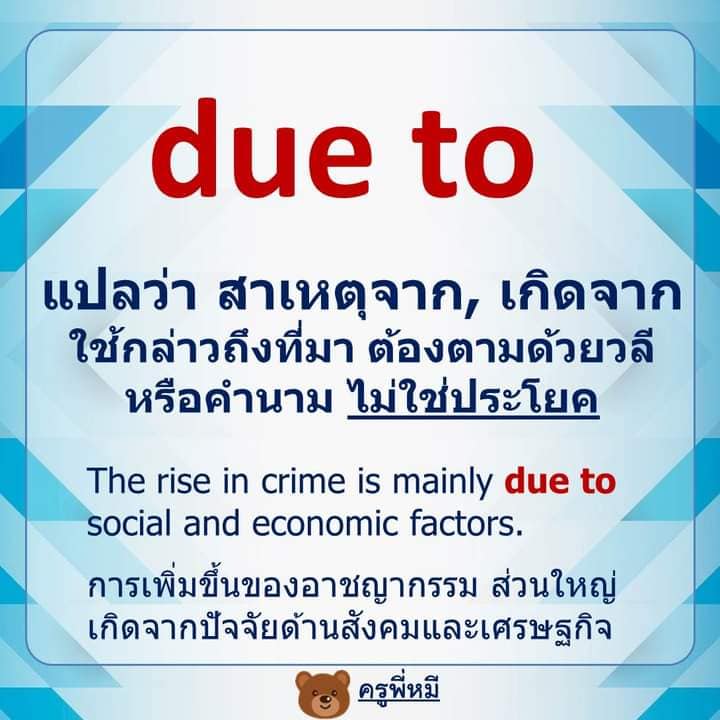 due to
แปลว่า สาเหตุจาก, เกิดจาก
ใช้กล่าวถึงที่มา ต้องตามด้วยวลี
หรือคำนาม ไม่ใช่ประโยค
The rise in crime is mainly due to
social and economic factors.
การเพิ่มขึ้นของอาชญากรรม ส่วนใหญ่
เกิดจากปัจจัยด้านสังคมและเศรษฐกิจ
ครูพี่หมี